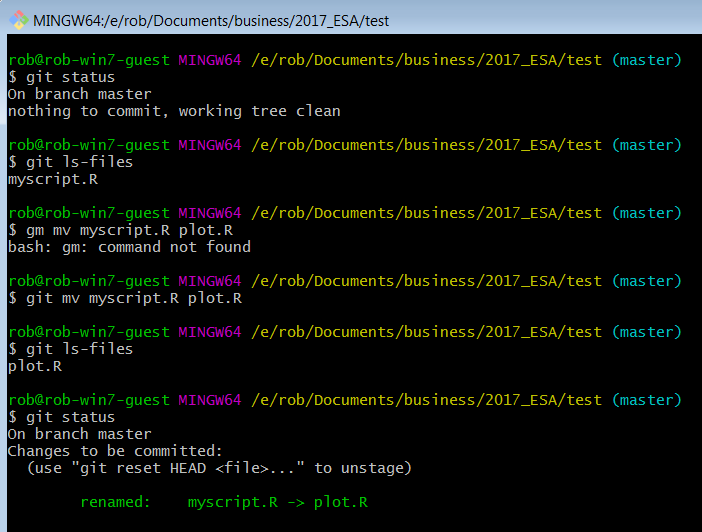 MINGW64:/e/rob/Documents/business/2017_ESA/test
rob@rob-win7-guest MINGW64 /e/rob/Documents/business/2017_ESA/test (master)
$ git status
On branch master
nothing to commit, working tree clean
rob@rob-win7-guest MINGW64 /e/rob/Documents/business/2017_ESA/test (master)
$ git ls-files
myscript.R
rob@rob-win7-guest MINGW64 /e/rob/Documents/business/2017_ESA/test (master)
$ gm mv myscript.R plot.R
bash: gm: command not found
rob@rob-win7-guest MINGW64 /e/rob/Documents/business/2017_ESA/test (master)
$ git mv myscript.R plot.R
rob@rob-win7-guest MINGW64 /e/rob/Documents/business/2017_ESA/test (master)
$ git ls-files
plot.R
rob@rob-win7-guest MINGW64 /e/rob/Documents/business/2017_ESA/test (master)
$ git status
On branch master
Changes to be committed:
  (use "git reset HEAD <file>..." to unstage)
        renamed:    myscript.R -> plot.R